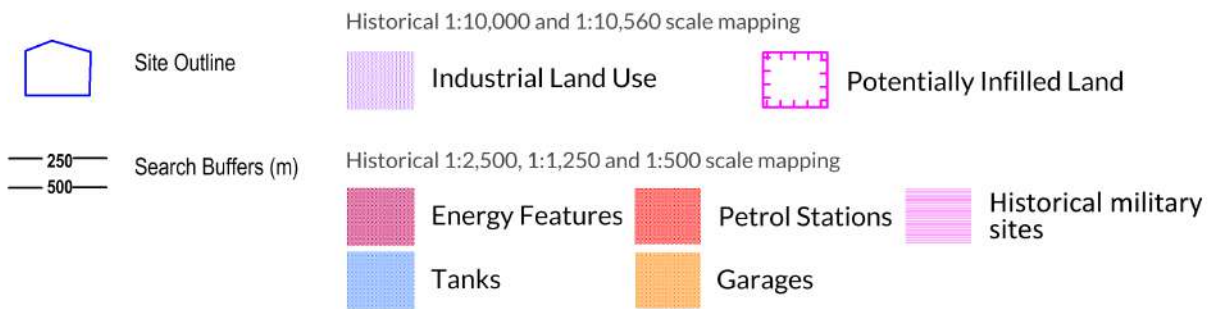 Historical 1:10,000 and 1:10,560 scale mapping
Site Outline
Industrial Land Use
Potentially Infilled Land
250
500
Search Buffers (m)
Historical 1:2,500, 1:1,250 and 1:500 scale mapping
Energy Features
Petrol Stations
Historical military
sites
Tanks
Garages